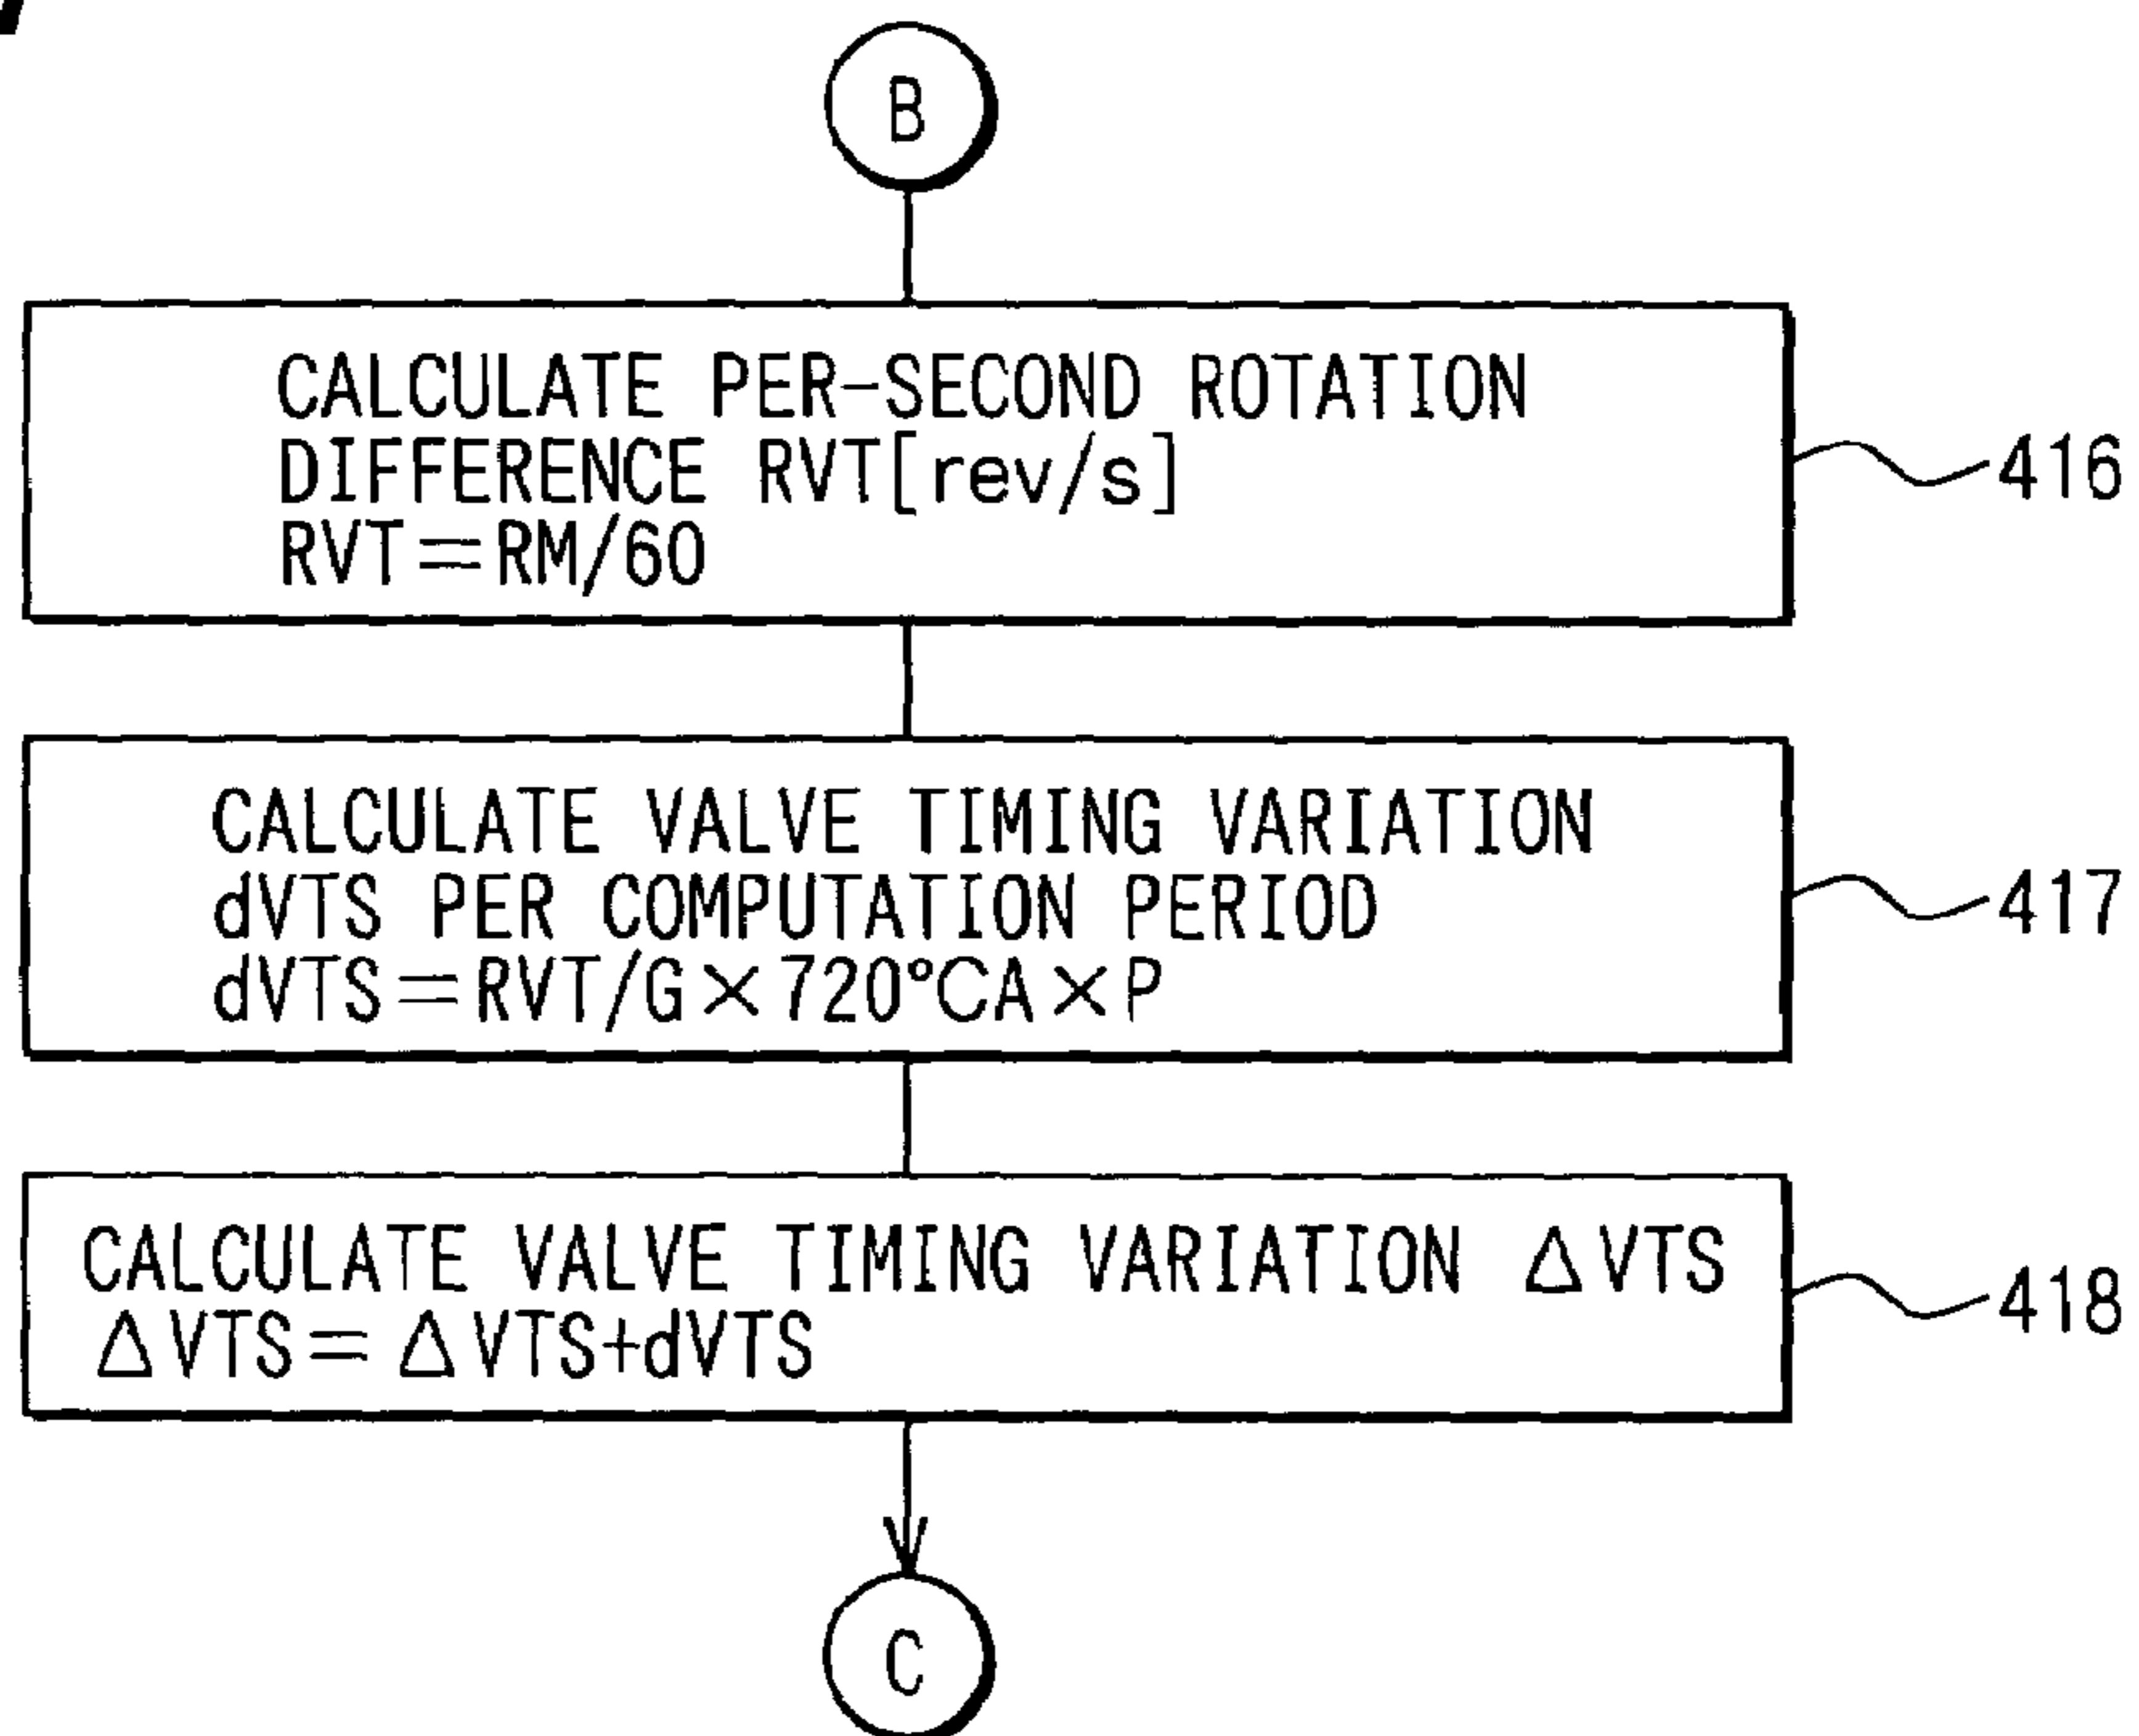 B
CALCULATE PER-SECOND ROTATION
DIFFERENCE RVT[rev/s]
RVT=RM/60
416
CALCULATE VALVE TIMING VARIATION
dVTS PER COMPUTATION PERIOD
dVTS=RVT/G×720°CA×P
417
CALCULATE VALVE TIMING VARIATION ΔVTS
ΔVTS=ΔVTS+dVTS
418
C